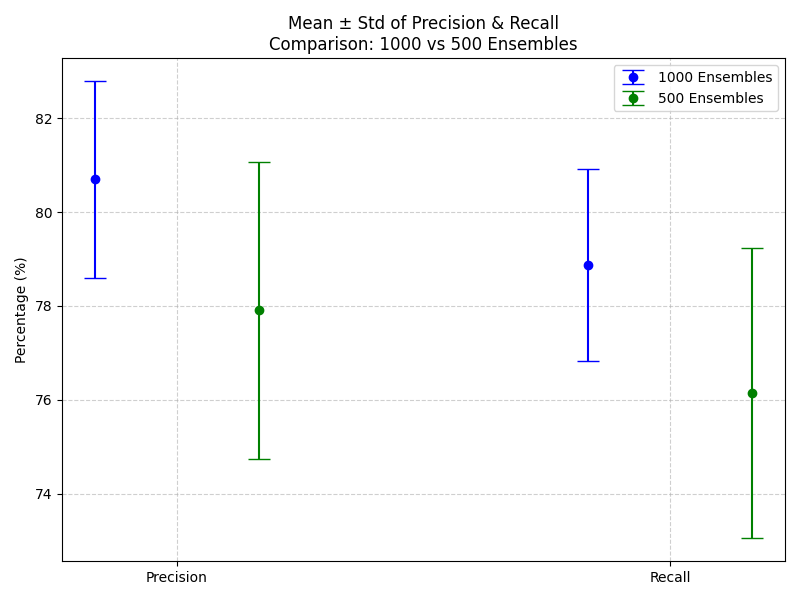 Mean ± Std of Precision & Recall
Comparison: 1000 vs 500 Ensembles
1000 Ensembles
500 Ensembles
Percentage (%)
82
80
78
76
74
Precision
Recall